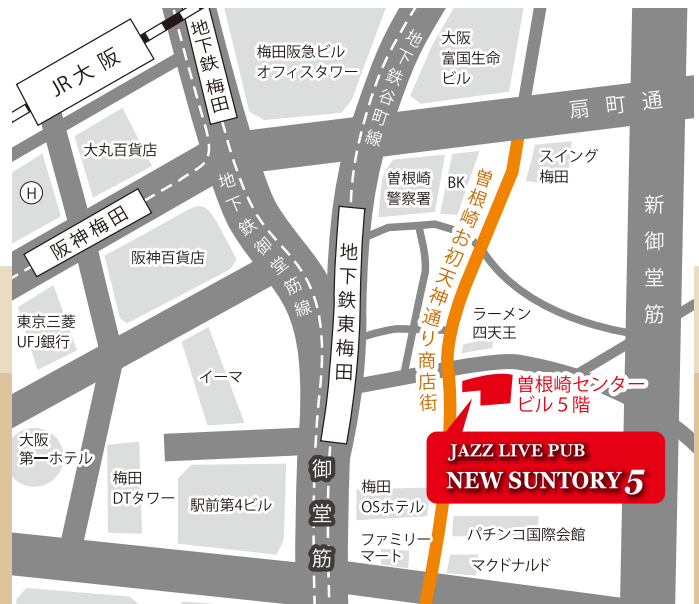 JR大阪
地下鉄梅田
梅田阪急ビル
オフィスタワー
地下鉄谷町線
大阪
富国生命
ビル
扇町通
大丸百貨店
H
阪神梅田
地下鉄御堂筋線
曽根崎
警察署
BK
曽根崎お初天神通り商店街
スイング
梅田
新御堂筋
阪神百貨店
地下鉄東梅田
東京三菱
UFJ銀行
イーマ
ラーメン
四天王
曽根崎センター
ビル5階
JAZZ LIVE PUB
NEW SUNTORY 5
大阪
第一ホテル
梅田
DTタワー
駅前第4ビル
御堂筋
梅田
OSホテル
ファミリー
マート
パチンコ国際会館
マクドナルド